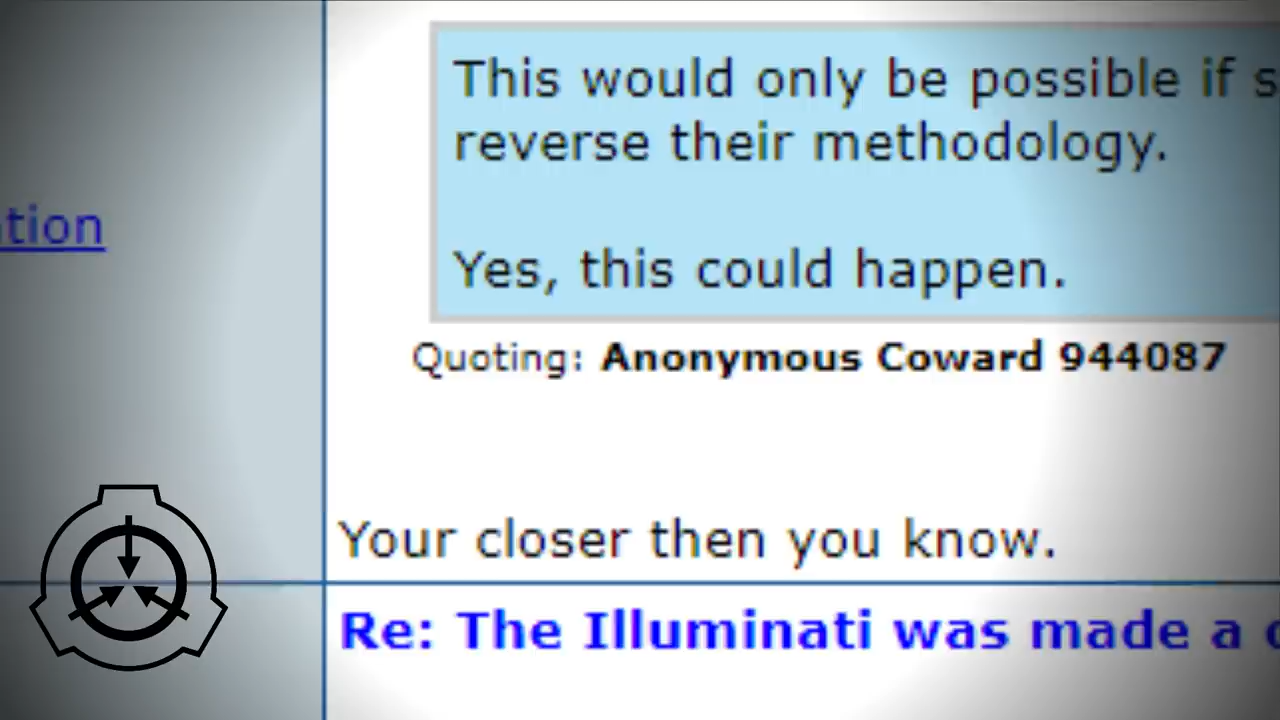 This would only be possible if s
reverse their methodology.
Yes, this could happen.
ation
Quoting: Anonymous Coward 944087
Your closer then you know.
Re: The Illuminati was made a